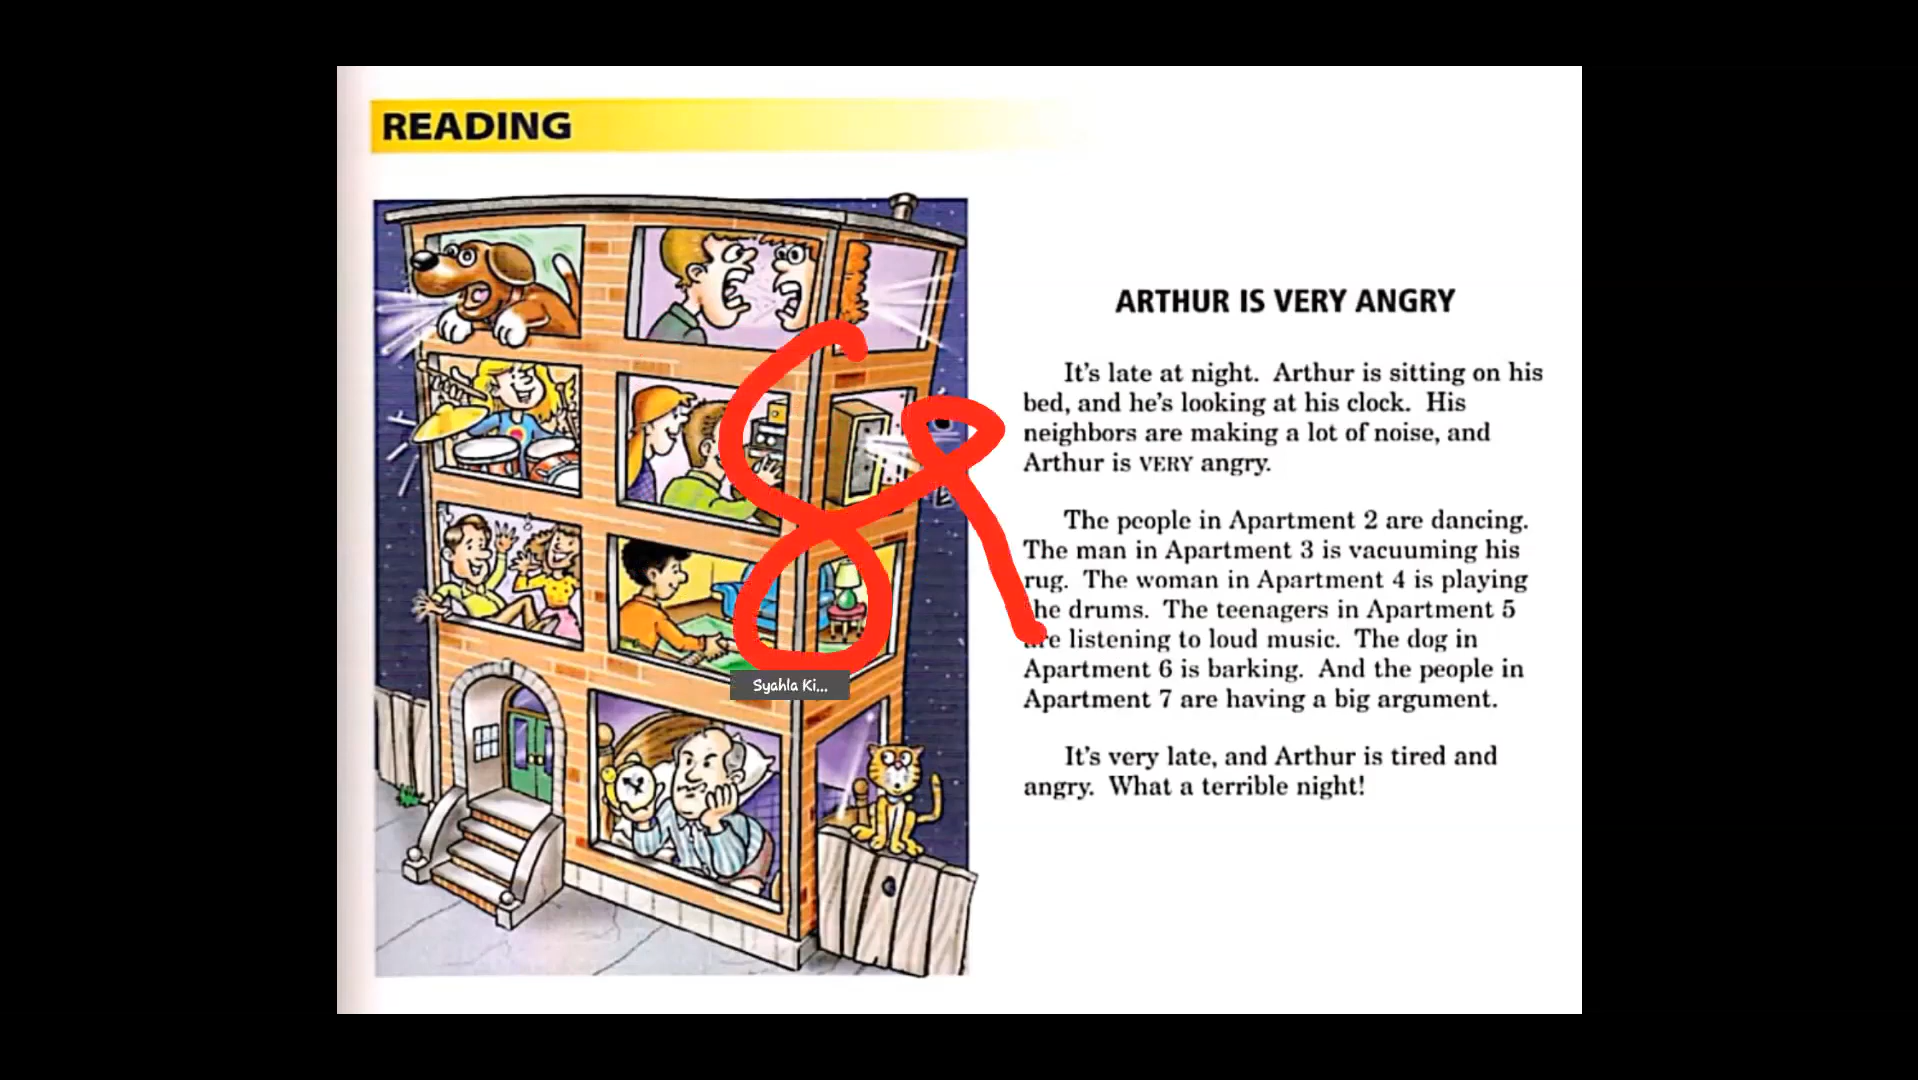 READING
ARTHUR IS VERY ANGRY
It's late at night. Arthur is sitting on his
bed, and he's looking at his clock. His
neighbors are making a lot of noise, and
Arthur is VERY angry.
The people in Apartment 2 are dancing.
The man in Apartment 3 is vacuuming his
rug. The woman in Apartment 4 is playing
the drums. The teenagers in Apartment 5
are listening to loud music. The dog in
Apartment 6 is barking. And the people in
Apartment 7 are having a big argument.
It's very late, and Arthur is tired and
angry. What a terrible night!
Syahla Ki...